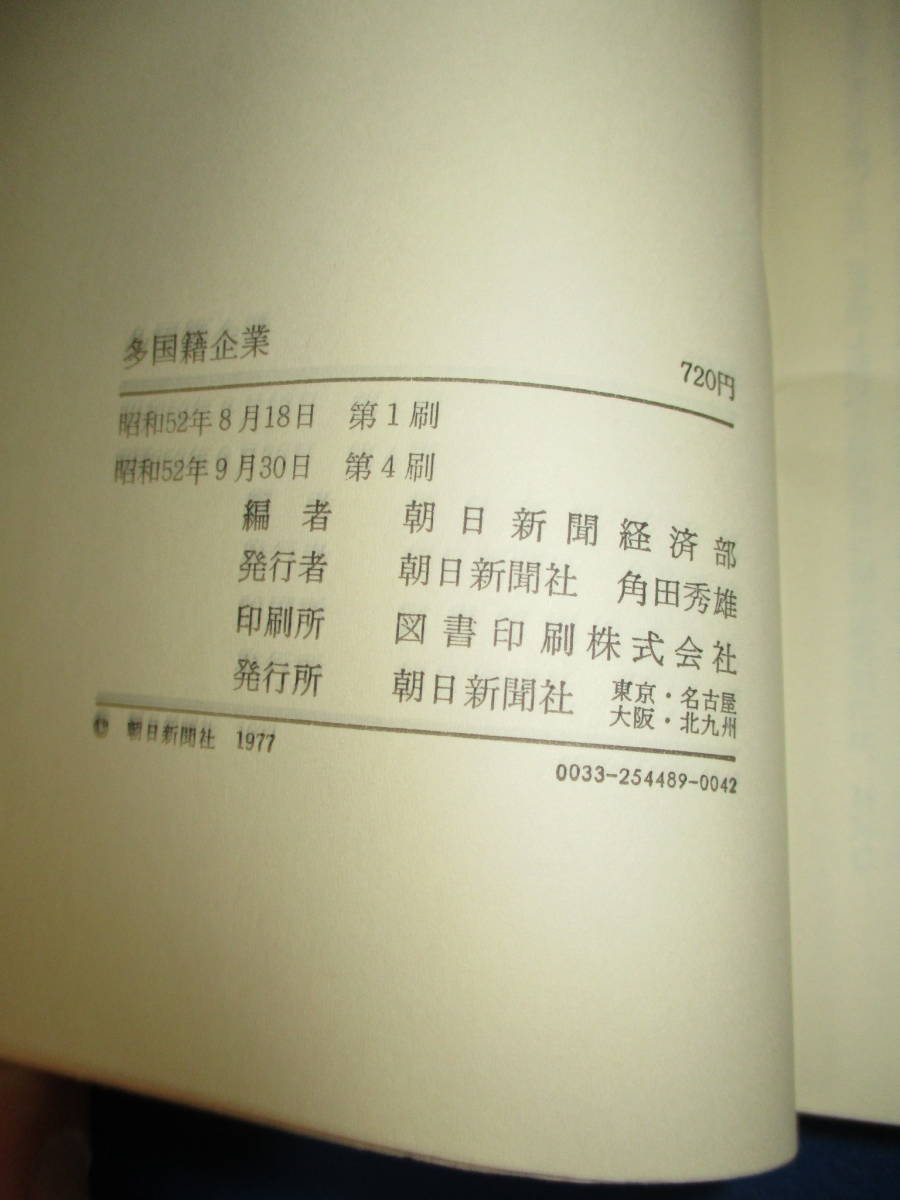 多国籍企業
720円
昭和52年8月18日 第1刷
昭和52年9月30日 第4刷
編者 朝日新聞経済部
発行者 朝日新聞社 角田秀雄
印刷所 図書印刷株式会社
発行所 朝日新聞社 東京・名古屋
大阪・北九州
© 朝日新聞社 1977
0033-254489-0042